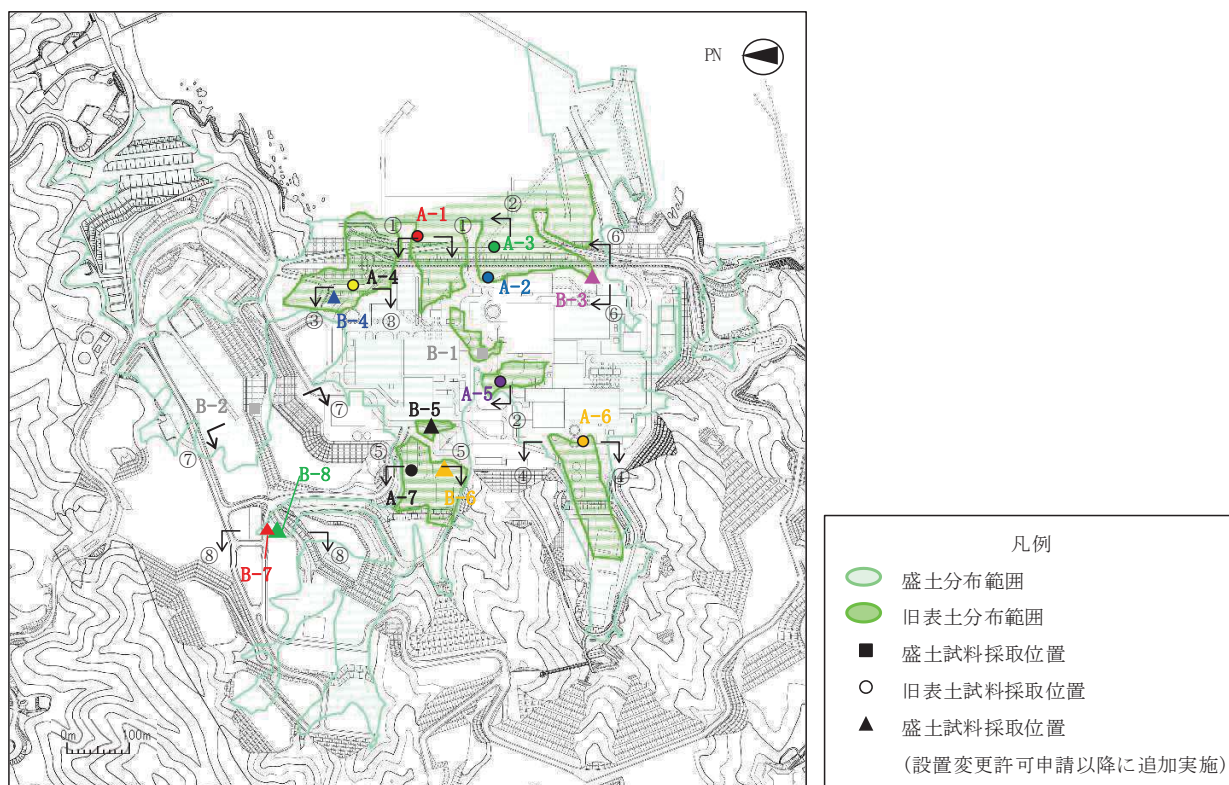 PN
②
①
A-1
①
A-3
⑥
A-4
A-2
B-3
③
B-4
③
⑥
B-1
A-5
⑦
B-5
②
A-6
B-2
⑦
⑤
⑤
④
④
B-8
A-7
B-6
⑧
⑧
B-7
0m 100m
凡例
盛土分布範囲
旧表土分布範囲
盛土試料採取位置
旧表土試料採取位置
盛土試料採取位置
(設置変更許可申請以降に追加実施)